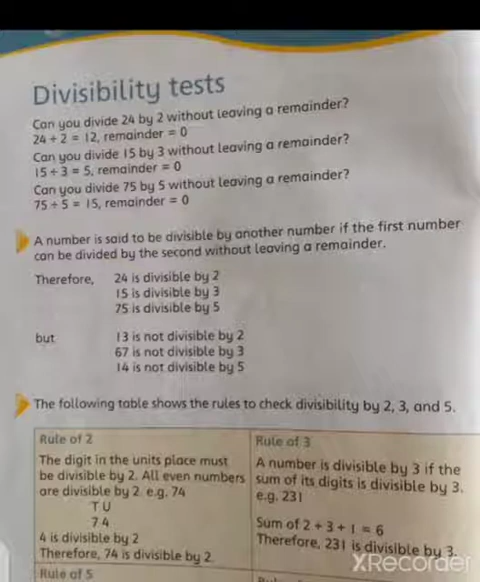 Divisibility tests
Can you divide 24 by 2 without leaving a remainder?
24 ÷ 2 = 12, remainder = 0
Can you divide 15 by 3 without leaving a remainder?
15 ÷ 3 = 5, remainder = 0
Can you divide 75 by 5 without leaving a remainder?
75 ÷ 5 = 15, remainder = 0
A number is said to be divisible by another number if the first number
can be divided by the second without leaving a remainder.
Therefore, 24 is divisible by 2
15 is divisible by 3
75 is divisible by 5
but 13 is not divisible by 2
67 is not divisible by 3
14 is not divisible by 5
The following table shows the rules to check divisibility by 2, 3, and 5.
Rule of 2
The digit in the units place must
be divisible by 2. All even numbers
are divisible by 2. e.g. 74
T U
7 4
4 is divisible by 2
Therefore, 74 is divisible by 2
Rule of 3
A number is divisible by 3 if the
sum of its digits is divisible by 3.
e.g. 231
Sum of 2 + 3 + 1 = 6
Therefore, 231 is divisible by 3.
Rule of 5
XRecorder